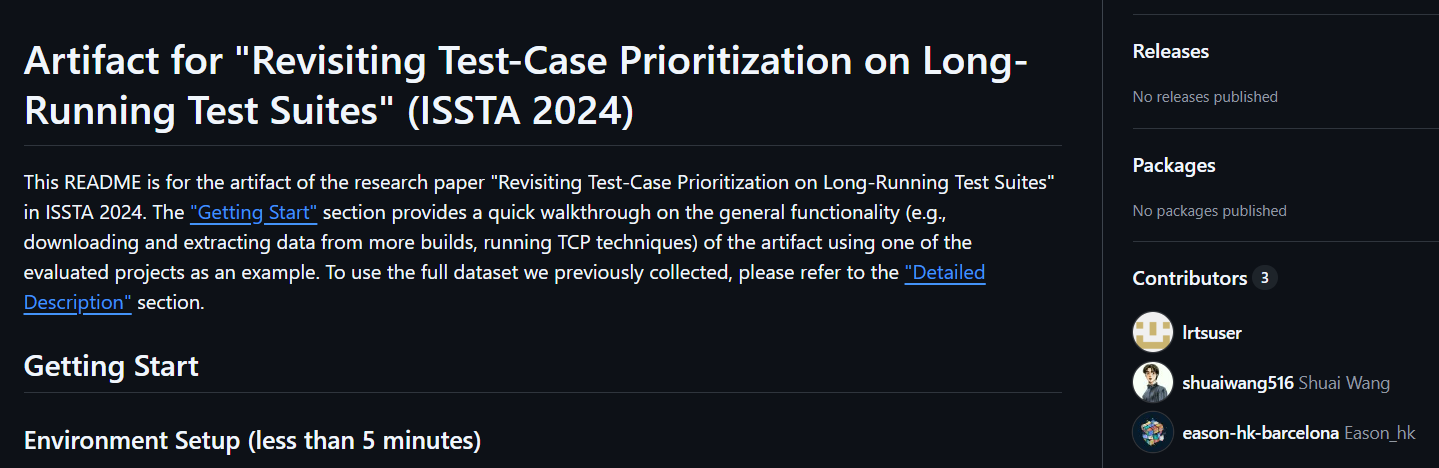 Artifact for "Revisiting Test-Case Prioritization on Long-
Running Test Suites" (ISSTA 2024)
This README is for the artifact of the research paper "Revisiting Test-Case Prioritization on Long-Running Test Suites"
in ISSTA 2024. The "Getting Start" section provides a quick walkthrough on the general functionality (e.g.,
downloading and extracting data from more builds, running TCP techniques) of the artifact using one of the
evaluated projects as an example. To use the full dataset we previously collected, please refer to the "Detailed
Description" section.
Getting Start
Environment Setup (less than 5 minutes)
Releases
No releases published
Packages
No packages published
Contributors 3
lrtsuser
shuaiwang516 Shuai Wang
eason-hk-barcelona Eason_hk